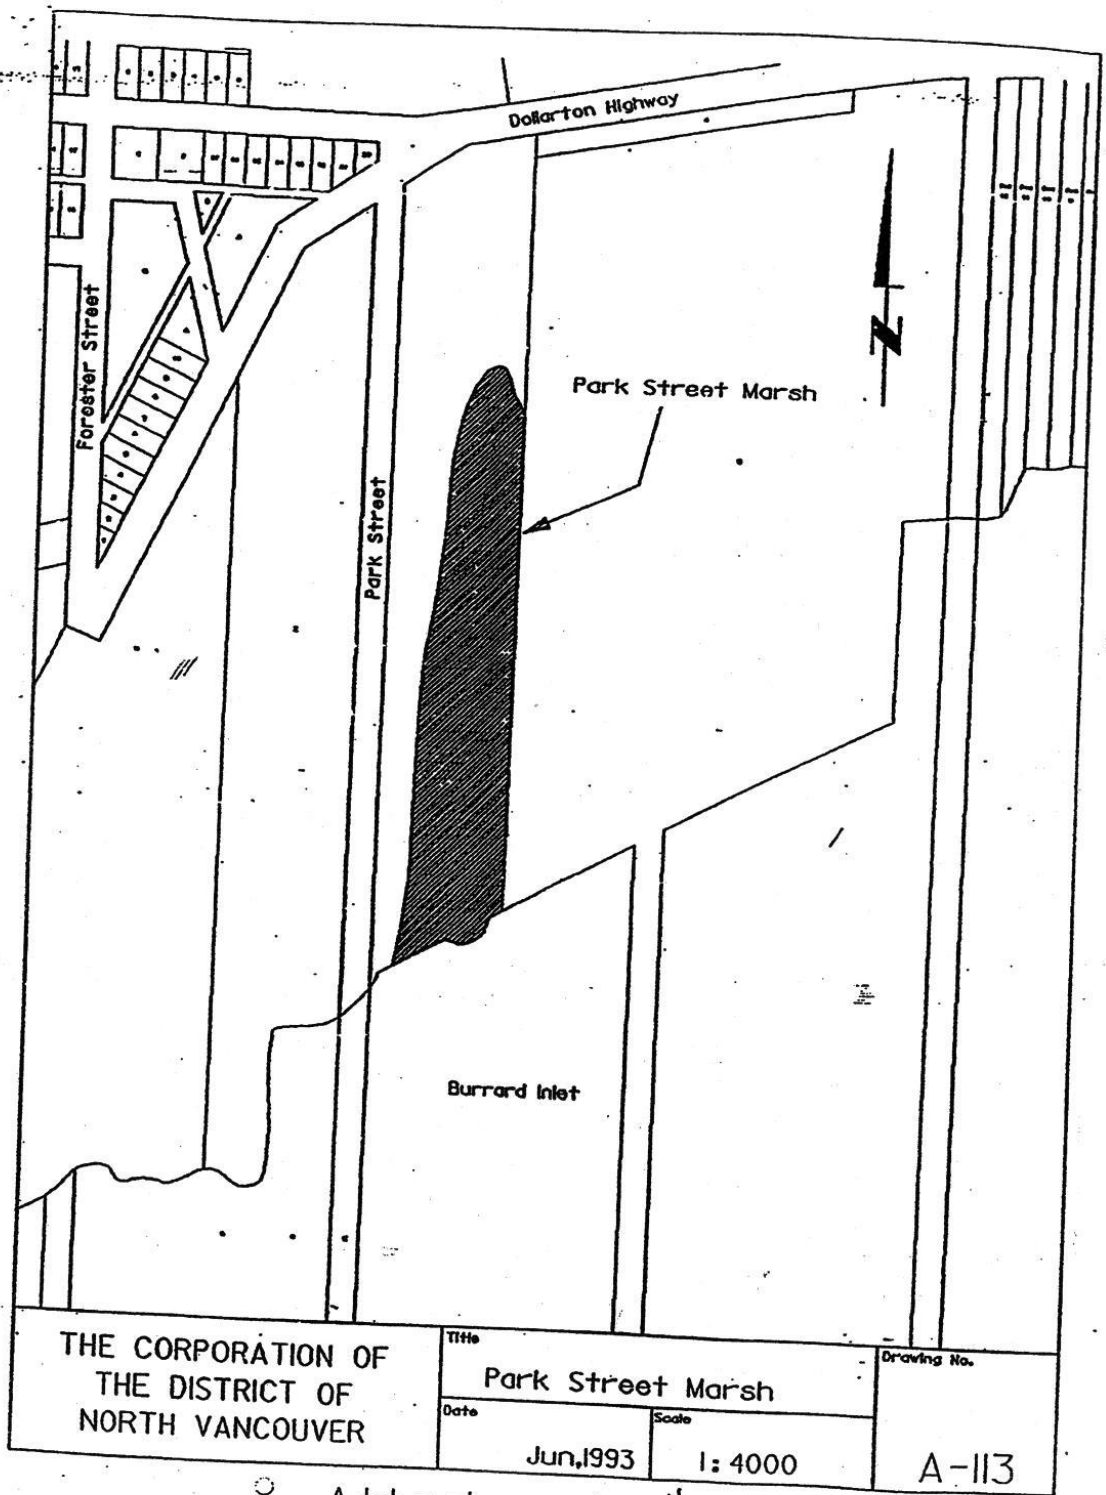 Dollarton Highway
Forester Street
Park Street Marsh
Park Street
N
Burrard Inlet
THE CORPORATION OF
THE DISTRICT OF
NORTH VANCOUVER
Title
Park Street Marsh
Date
Jun,1993
Scale
1:4000
Drawing No.
A-113